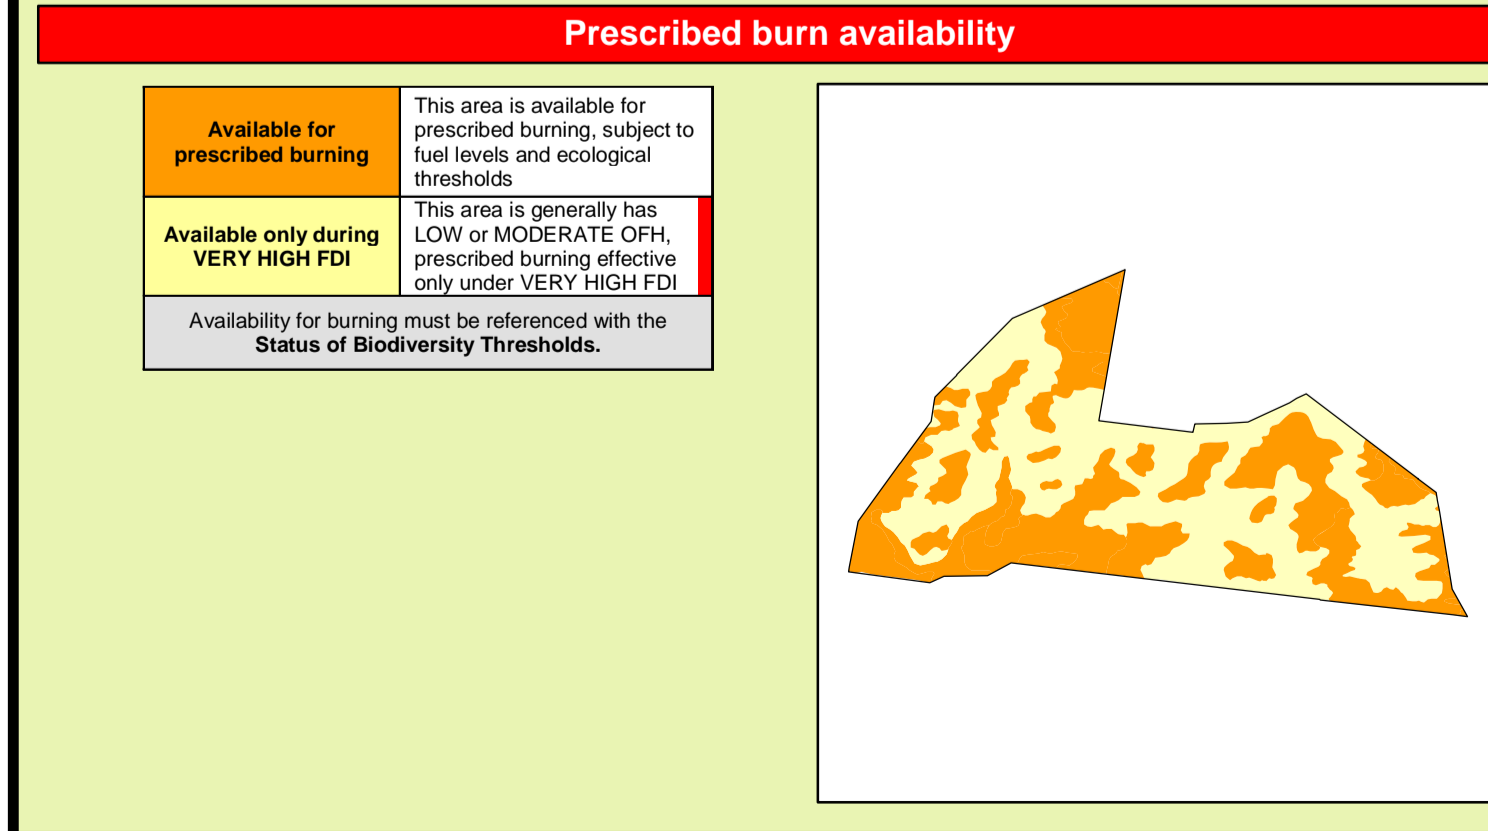 Prescribed burn availability
Available for
prescribed burning
This area is available for
prescribed burning, subject to
fuel levels and ecological
thresholds
Available only during
VERY HIGH FDI
This area is generally has
LOW or MODERATE OFH,
prescribed burning effective
only under VERY HIGH FDI
Availability for burning must be referenced with the
Status of Biodiversity Thresholds.